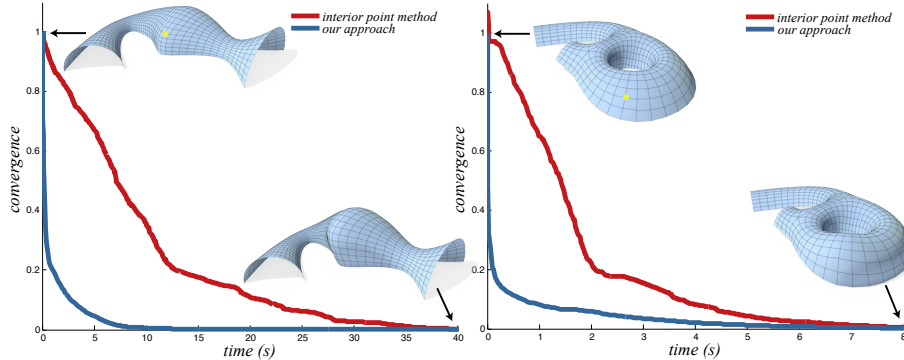 interior point method
our approach
1
0.8
0.6
0.4
0.2
0
convergence
0 5 10 15 20 25 30 35 40
time (s)
interior point method
our approach
1
0.8
0.6
0.4
0.2
0
convergence
0 1 2 3 4 5 6 7 8
time (s)